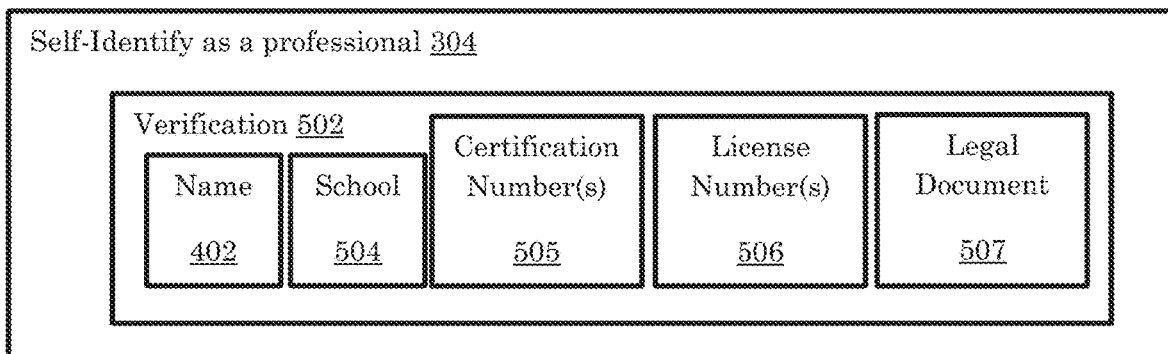 Self-Identify as a professional 304
Verification 502
Name
402
School
504
Certification
Number(s)
505
License
Number(s)
506
Legal
Document
507